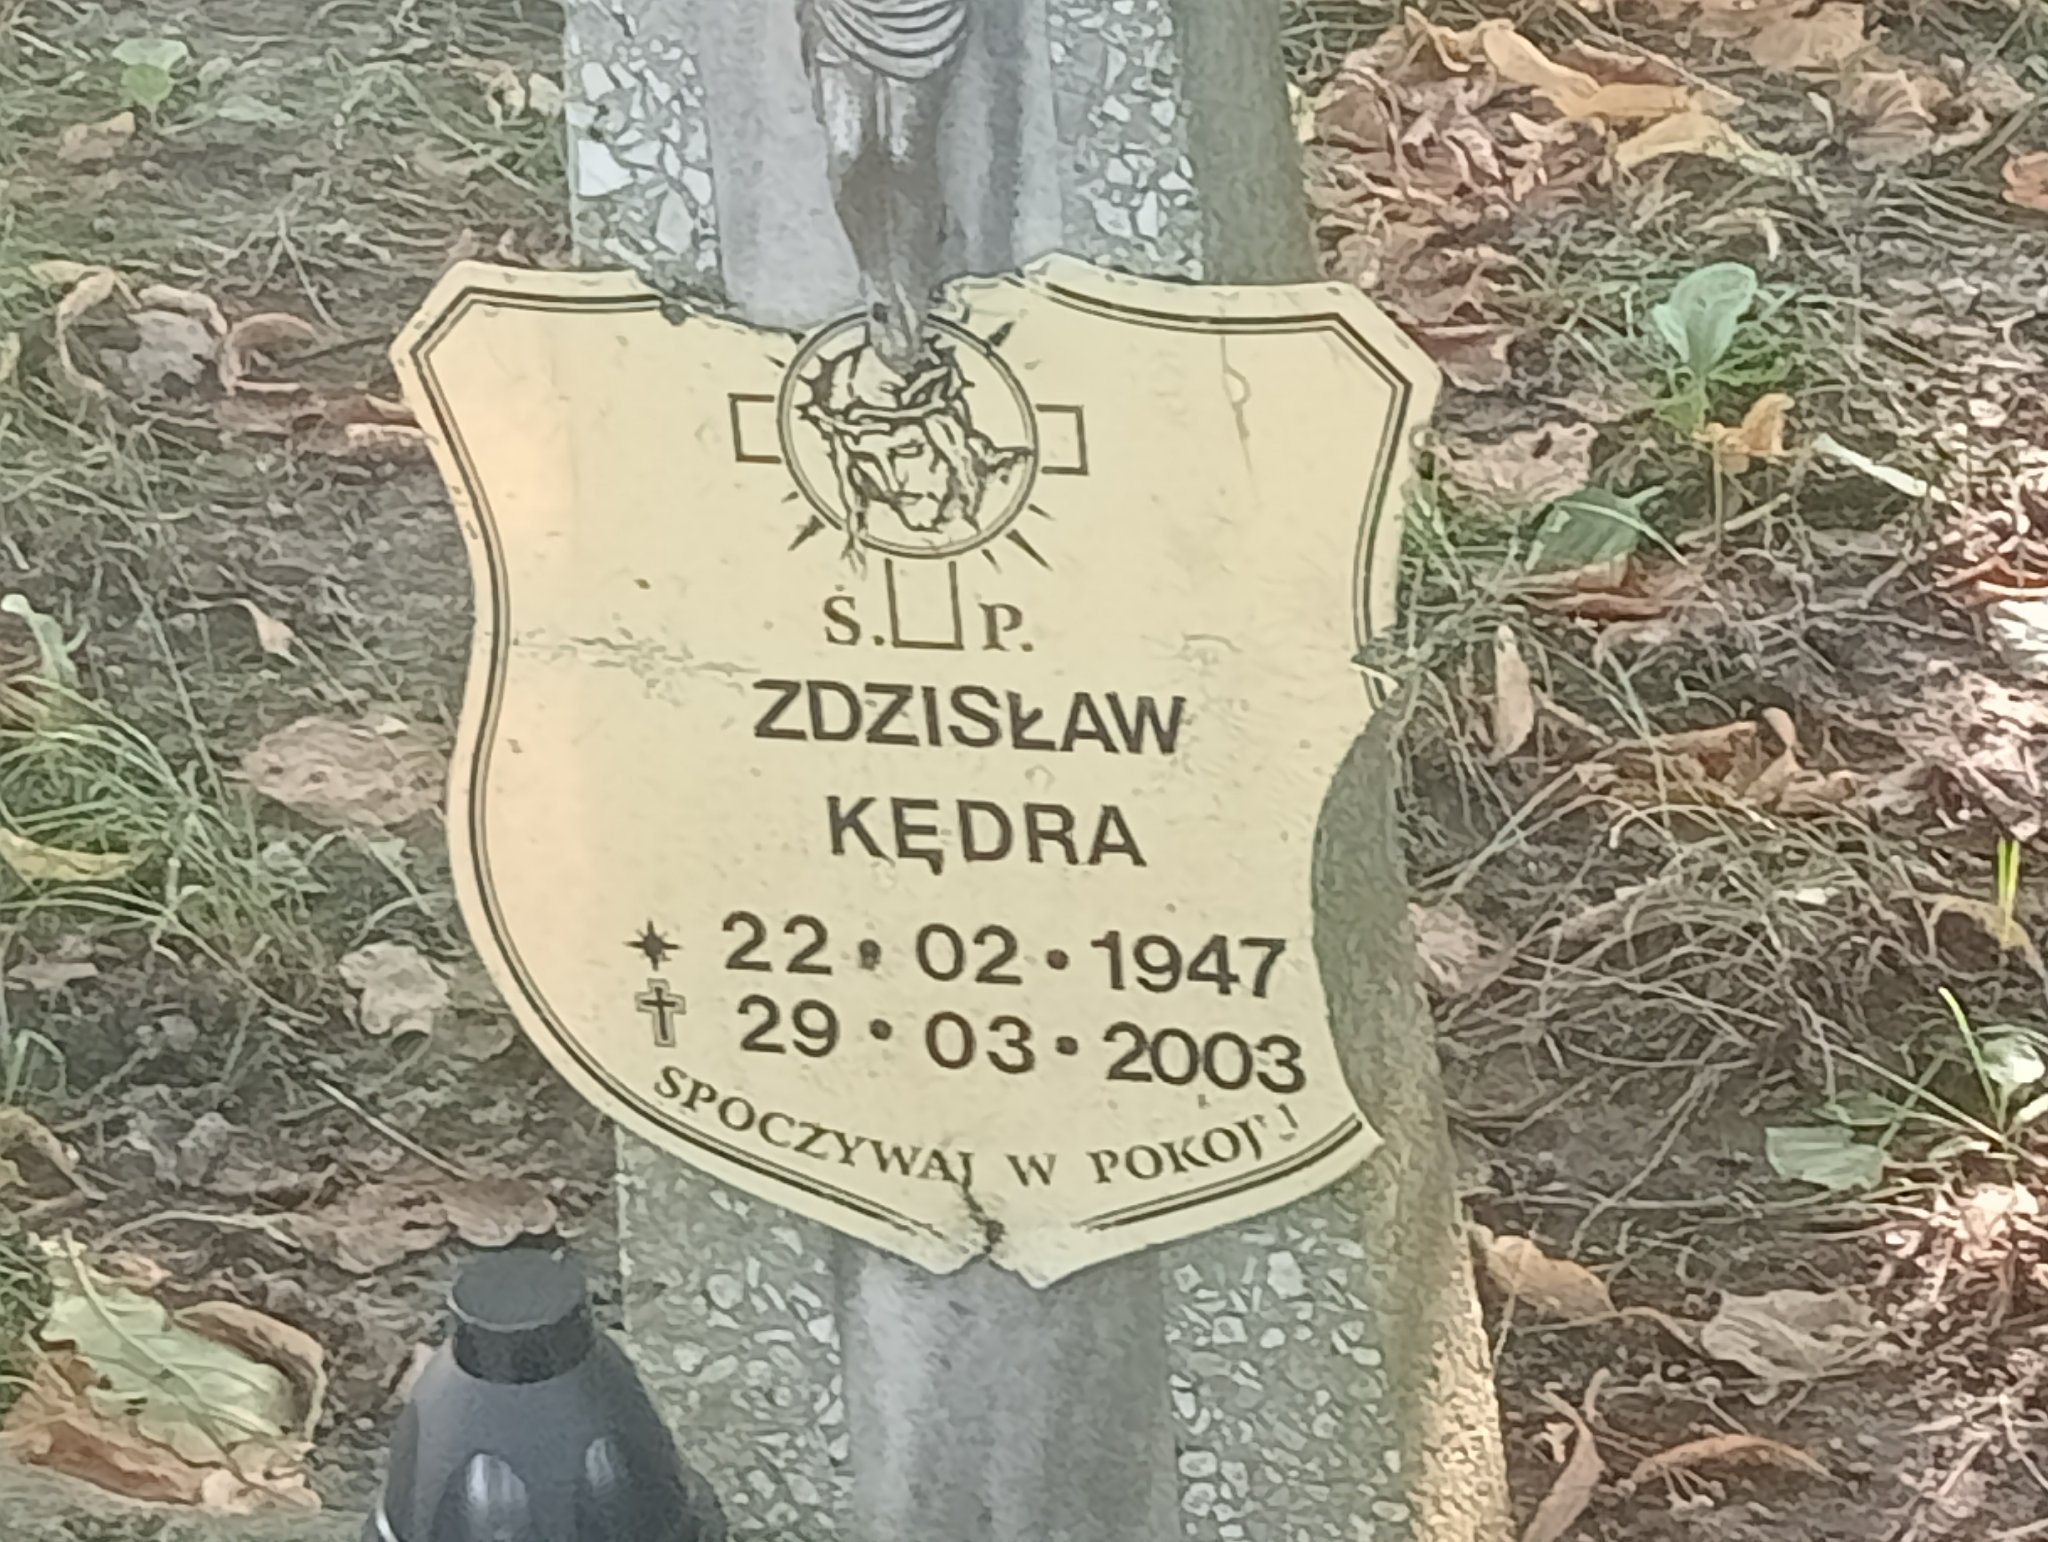 Ś. P.
ZDZISŁAW
KĘDRA
22 • 02 • 1947
29 • 03 • 2003
SPOCZYWAJ W POKOJU